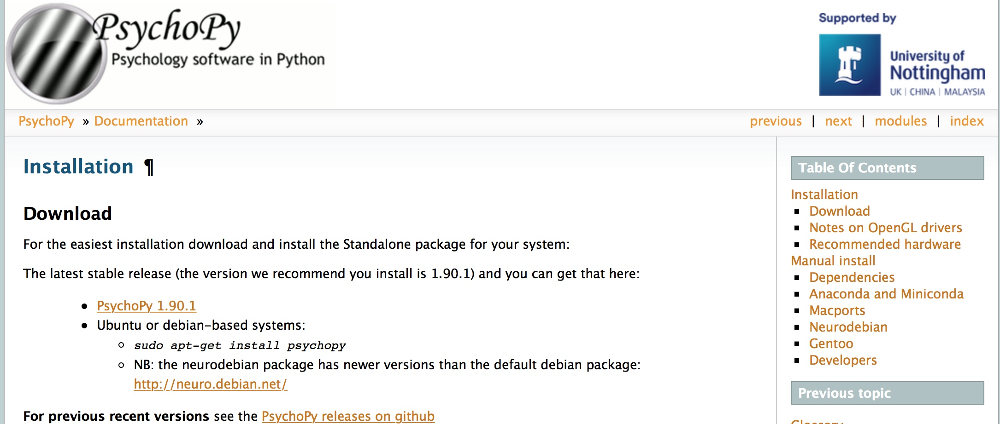 PsychoPy
Psychology software in Python
Supported by
University of
Nottingham
UK | CHINA | MALAYSIA
PsychoPy » Documentation »
previous | next | modules | index
Installation ¶
Download
For the easiest installation download and install the Standalone package for your system:
The latest stable release (the version we recommend you install is 1.90.1) and you can get that here:
• PsychoPy 1.90.1
• Ubuntu or debian-based systems:
◦ sudo apt-get install psychopy
◦ NB: the neurodebian package has newer versions than the default debian package:
http://neuro.debian.net/
For previous recent versions see the PsychoPy releases on github
Table Of Contents
Installation
▪ Download
▪ Notes on OpenGL drivers
▪ Recommended hardware
Manual install
▪ Dependencies
▪ Anaconda and Miniconda
▪ Macports
▪ Neurodebian
▪ Gentoo
▪ Developers
Previous topic
Glossary